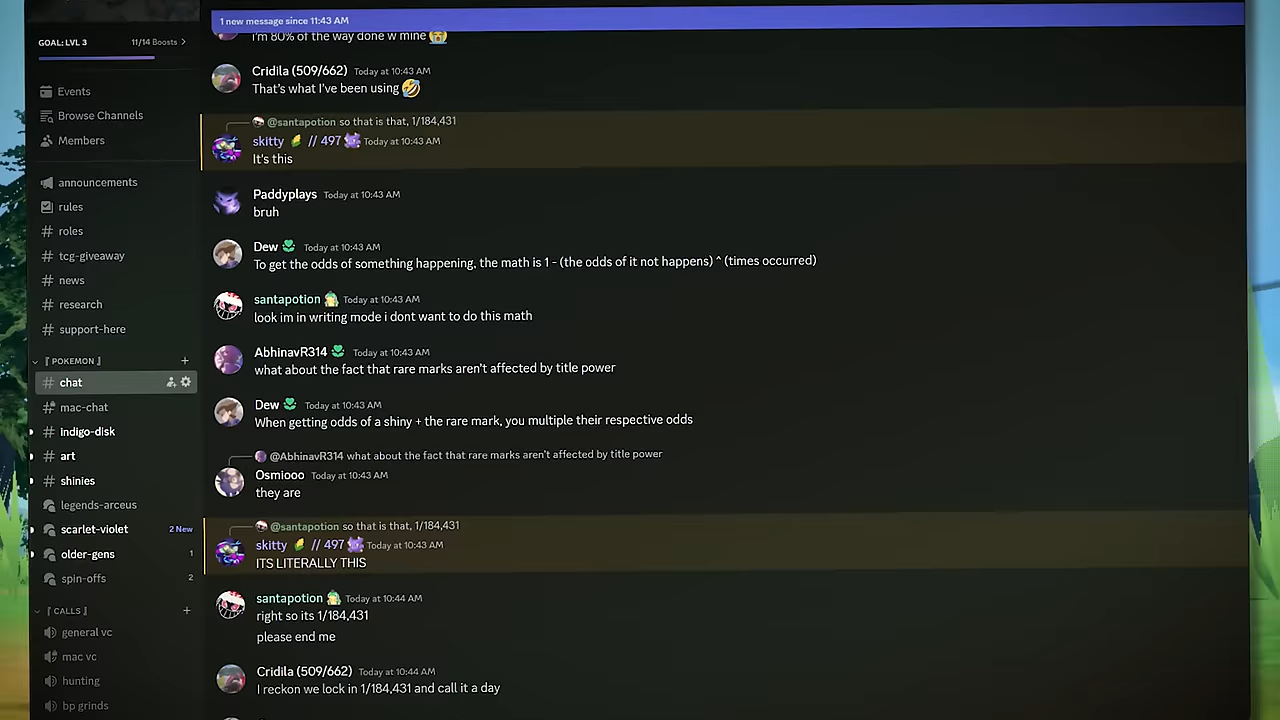 1 new message since 11:43 AM
GOAL: LVL 3
11/14 Boosts >
Events
Browse Channels
Members
announcements
rules
roles
tcg-giveaway
news
research
support-here
『 POKEMON 』
chat
mac-chat
indigo-disk
art
shinies
legends-arceus
scarlet-violet 2 New
older-gens 1
spin-offs 2
『 CALLS 』
general vc
mac vc
hunting
bp grinds
i'm 80% of the way done w mine 😭
Cridila (509/662) Today at 10:43 AM
That's what I've been using 🤣
@santapotion so that is that, 1/184,431
skitty 🌽 // 497 Today at 10:43 AM
It's this
Paddyplays Today at 10:43 AM
bruh
Dew Today at 10:43 AM
To get the odds of something happening, the math is 1 - (the odds of it not happens) ^ (times occurred)
santapotion Today at 10:43 AM
look im in writing mode i dont want to do this math
AbhinavR314 Today at 10:43 AM
what about the fact that rare marks aren't affected by title power
Dew Today at 10:43 AM
When getting odds of a shiny + the rare mark, you multiple their respective odds
@AbhinavR314 what about the fact that rare marks aren't affected by title power
Osmiooo Today at 10:43 AM
they are
@santapotion so that is that, 1/184,431
skitty 🌽 // 497 Today at 10:43 AM
ITS LITERALLY THIS
santapotion Today at 10:44 AM
right so its 1/184,431
please end me
Cridila (509/662) Today at 10:44 AM
I reckon we lock in 1/184,431 and call it a day